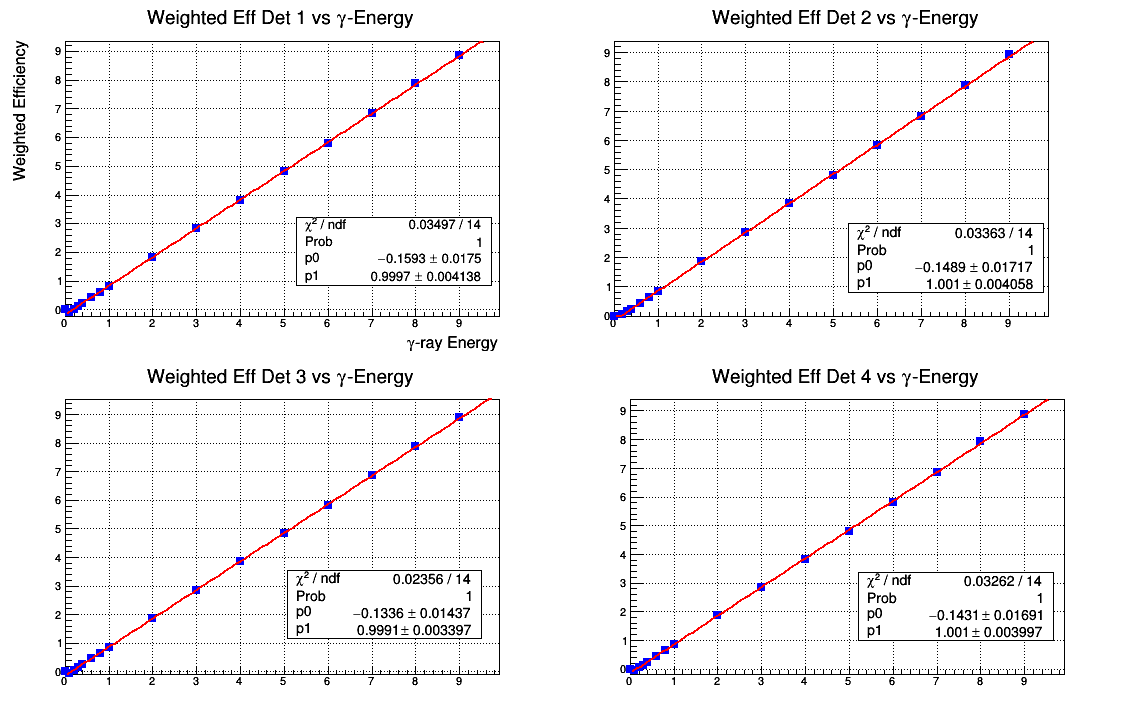 Weighted Eff Det 1 vs γ-Energy
Weighted Efficiency
9
8
7
6
5
4
3
2
1
0
χ² / ndf 0.03497 / 14
Prob 1
p0 −0.1593 ± 0.0175
p1 0.9997 ± 0.004138
0 1 2 3 4 5 6 7 8 9
γ-ray Energy
Weighted Eff Det 2 vs γ-Energy
9
8
7
6
5
4
3
2
1
0
χ² / ndf 0.03363 / 14
Prob 1
p0 −0.1489 ± 0.01717
p1 1.001 ± 0.004058
0 1 2 3 4 5 6 7 8 9
Weighted Eff Det 3 vs γ-Energy
9
8
7
6
5
4
3
2
1
0
χ² / ndf 0.02356 / 14
Prob 1
p0 −0.1336 ± 0.01437
p1 0.9991 ± 0.003397
0 1 2 3 4 5 6 7 8 9
Weighted Eff Det 4 vs γ-Energy
9
8
7
6
5
4
3
2
1
0
χ² / ndf 0.03262 / 14
Prob 1
p0 −0.1431 ± 0.01691
p1 1.001 ± 0.003997
0 1 2 3 4 5 6 7 8 9